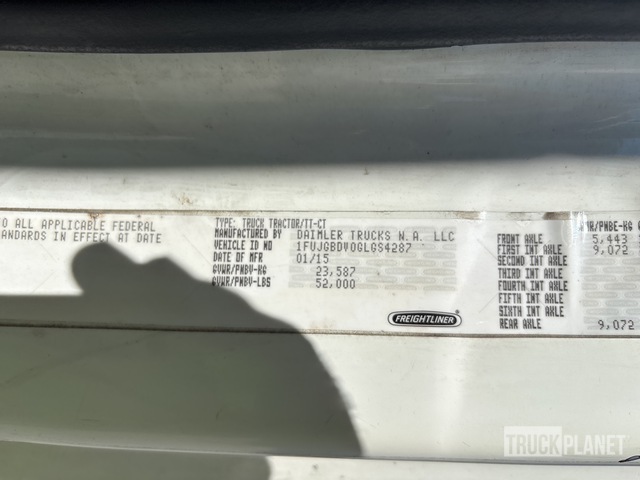 TO ALL APPLICABLE FEDERAL
STANDARDS IN EFFECT AT DATE
TYPE: TRUCK TRACTOR/TT-CT
MANUFACTURED BY DAIMLER TRUCKS N.A. LLC
VEHICLE ID NO 1FUJGBDV0GLGS4287
DATE OF MFR 01/15
GVWR/PNBV-KG 23,587
GVWR/PNBV-LBS 52,000
FREIGHTLINER
FRONT AXLE 5,443
FIRST INT AXLE 9,072
SECOND INT AXLE
THIRD INT AXLE
FOURTH INT AXLE
FIFTH INT AXLE
SIXTH INT AXLE
REAR AXLE 9,072
TRUCKPLANET